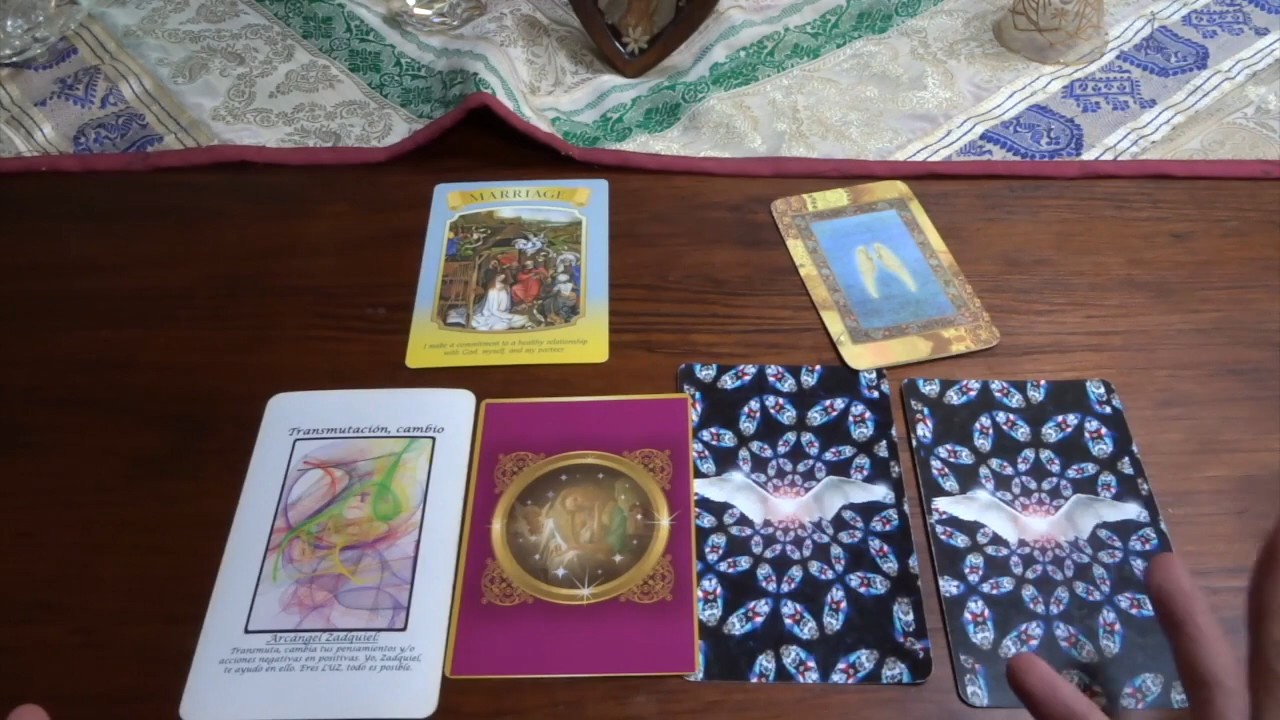 MARRIAGE
I make a commitment to a healthy relationship
with God, myself, and my partner
Transmutación, cambio
Arcángel Zadquiel:
Transmuta, cambia tus pensamientos y/o
acciones negativas en positivas. Yo, Zadquiel,
te ayudo en ello. Eres LUZ, todo es posible.